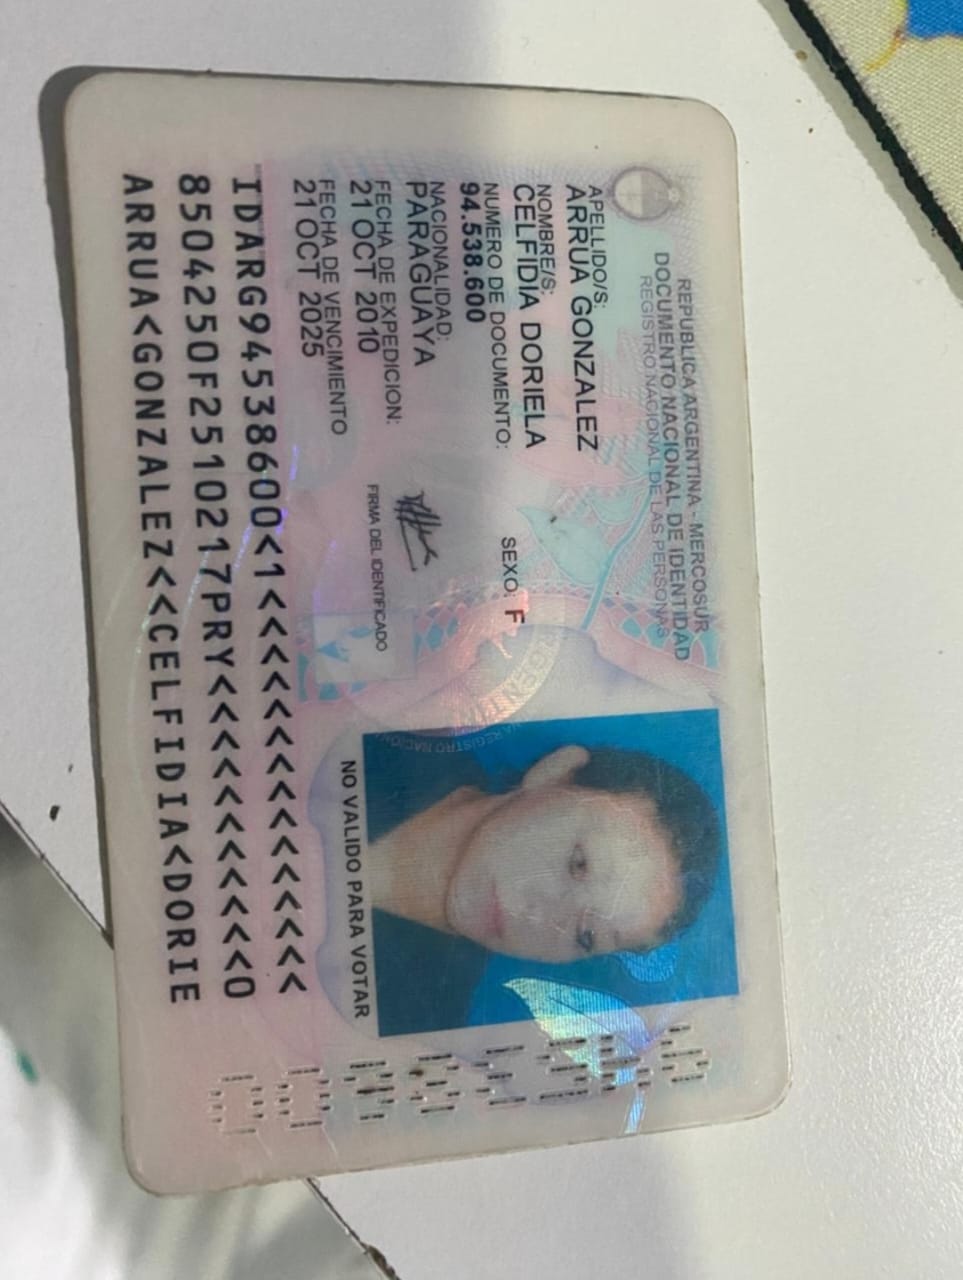 REPUBLICA ARGENTINA - MERCOSUR
DOCUMENTO NACIONAL DE IDENTIDAD
REGISTRO NACIONAL DE LAS PERSONAS
APELLIDO/S:
ARRUA GONZALEZ
NOMBRE/S:
CELFIDIA DORIELA
SEXO: F
NUMERO DE DOCUMENTO:
94.538.600
NACIONALIDAD:
PARAGUAYA
FECHA DE EXPEDICION:
21 OCT 2010
FIRMA DEL IDENTIFICADO
FECHA DE VENCIMIENTO
21 OCT 2025
NO VALIDO PARA VOTAR
IDARG94538600<1<<<<<<<<<<<<<<<
8504250F2510217PRY<<<<<<<<<<<0
ARRUA<GONZALEZ<<CELFIDIA<DORIE